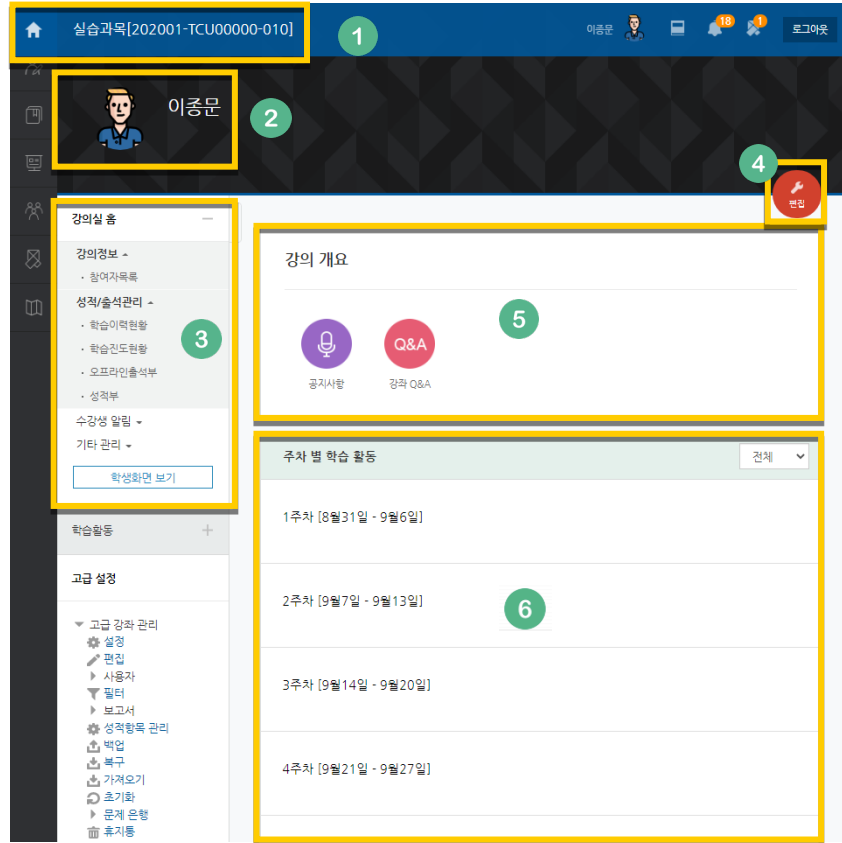 실습과목[202001-TCU00000-010]
1
이종문
18
1
로그아웃
이종문
2
4
편집
강의실 홈
강의정보
· 참여자목록
성적/출석관리
· 학습이력현황
· 학습진도현황
· 오프라인출석부
· 성적부
3
수강생 알림
기타 관리
학생화면 보기
학습활동
고급 설정
고급 강좌 관리
설정
편집
사용자
필터
보고서
성적항목 관리
백업
복구
가져오기
초기화
문제 은행
휴지통
강의 개요
5
Q&A
공지사항
강좌 Q&A
주차 별 학습 활동
전체
1주차 [8월31일 - 9월6일]
2주차 [9월7일 - 9월13일]
6
3주차 [9월14일 - 9월20일]
4주차 [9월21일 - 9월27일]